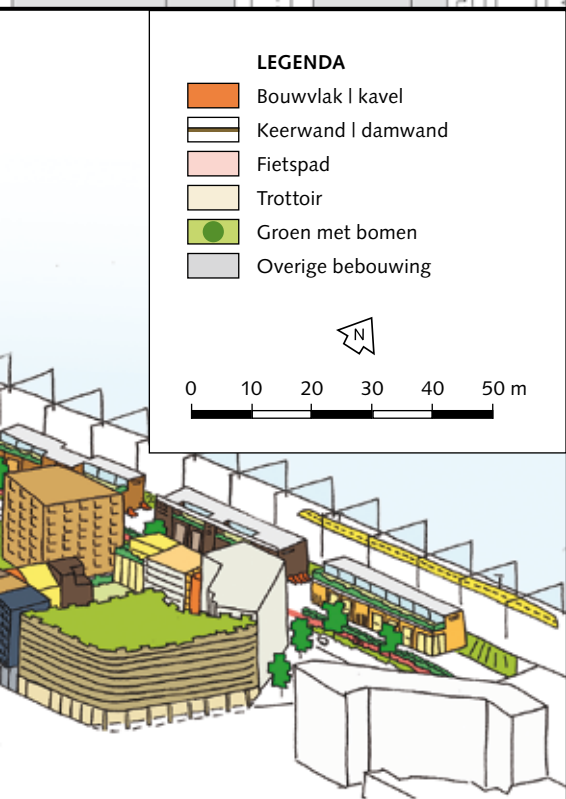 LEGENDA
Bouwvlak | kavel
Keerwand | damwand
Fietspad
Trottoir
Groen met bomen
Overige bebouwing
N
0 10 20 30 40 50 m